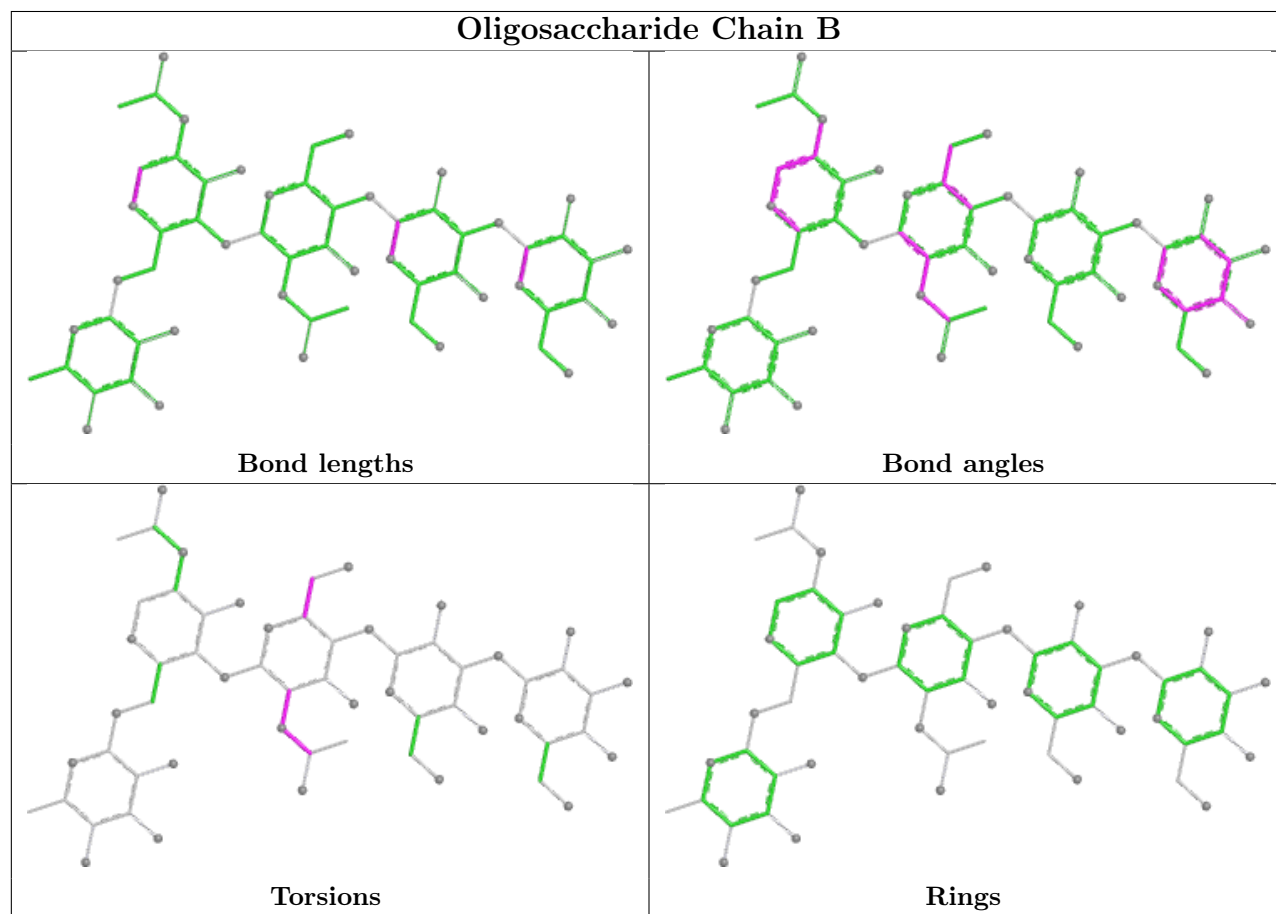 Oligosaccharide Chain B
Bond lengths
Bond angles
Torsions
Rings